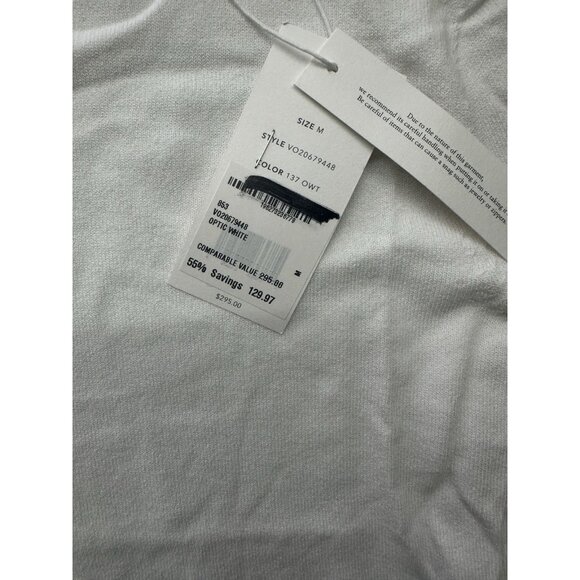 SIZE M
STYLE VO20679448
COLOR 137 OWT
053
VO20679448
OPTIC WHITE
COMPARABLE VALUE 295.00
55% Savings 129.97
$295.00
Due to the nature of this garment,
we recommend its careful handling when putting it on or taking it
Be careful of items that can cause a snag such as jewelry or zippers